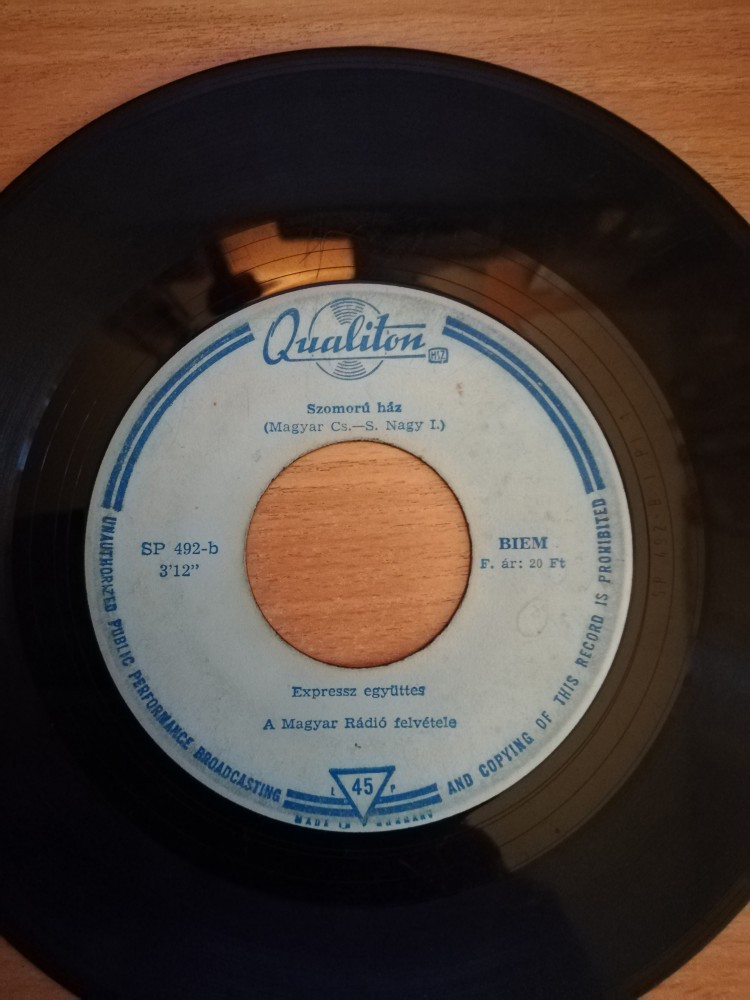 Qualiton
Szomorú ház
(Magyar Cs.—S. Nagy I.)
SP 492-b
3'12"
BIEM
F. ár: 20 Ft
Expressz együttes
A Magyar Rádió felvétele
UNAUTHORIZED PUBLIC PERFORMANCE BROADCASTING
AND COPYING OF THIS RECORD IS PROHIBITED
L 45 P
MADE IN HUNGARY